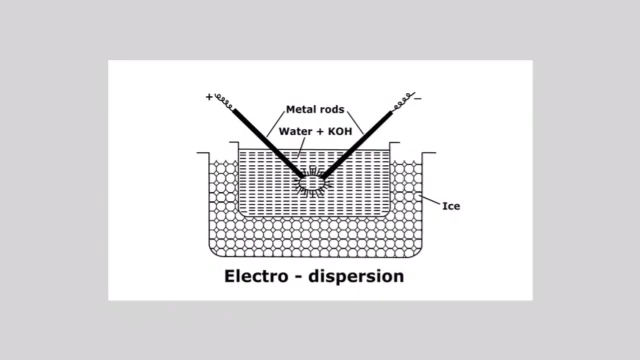 +
–
Metal rods
Water + KOH
Ice
Electro - dispersion